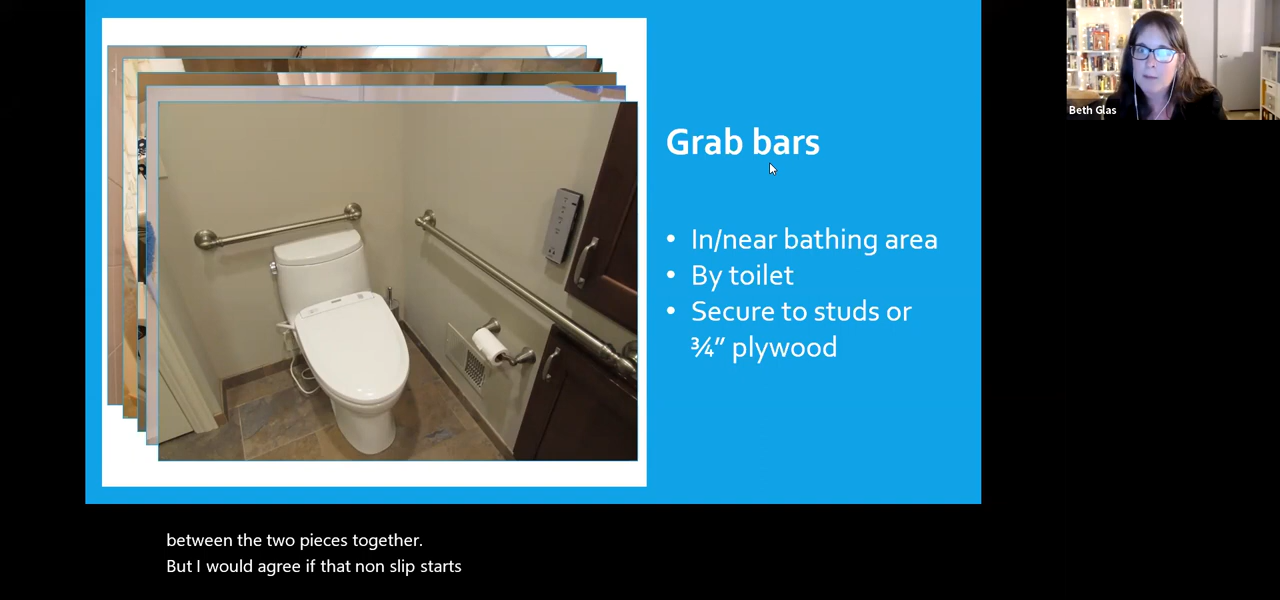 Grab bars
• In/near bathing area
• By toilet
• Secure to studs or
¾” plywood
Beth Glas
between the two pieces together.
But I would agree if that non slip starts